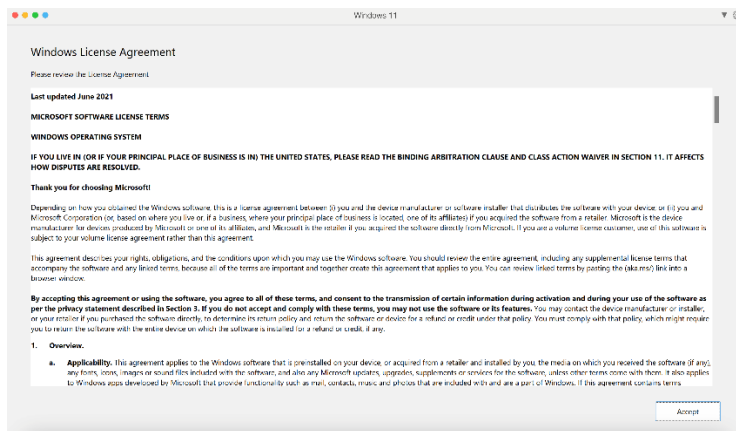 Windows 11
Windows License Agreement
Please review the License Agreement
Last updated June 2021
MICROSOFT SOFTWARE LICENSE TERMS
WINDOWS OPERATING SYSTEM
IF YOU LIVE IN (OR IF YOUR PRINCIPAL PLACE OF BUSINESS IS IN) THE UNITED STATES, PLEASE READ THE BINDING ARBITRATION CLAUSE AND CLASS ACTION WAIVER IN SECTION 11. IT AFFECTS
HOW DISPUTES ARE RESOLVED.
Thank you for choosing Microsoft!
Depending on how you obtained the Windows software, this is a license agreement between (i) you and the device manufacturer or software installer that distributes the software with your device; or (ii) you and
Microsoft Corporation (or, based on where you live or, if a business, where your principal place of business is located, one of its affiliates) if you acquired the software from a retailer. Microsoft is the device
manufacturer for devices produced by Microsoft or one of its affiliates, and Microsoft is the retailer if you acquired the software directly from Microsoft. If you are a volume license customer, use of this software is
subject to your volume license agreement rather than this agreement.
This agreement describes your rights, obligations, and the conditions upon which you may use the Windows software. You should review the entire agreement, including any supplemental license terms that
accompany the software and any linked terms, because all of the terms are important and together create this agreement that applies to you. You can review linked terms by pasting the (aka.ms/) link into a
browser window.
By accepting this agreement or using the software, you agree to all of these terms, and consent to the transmission of certain information during activation and during your use of the software as
per the privacy statement described in Section 3. If you do not accept and comply with these terms, you may not use the software or its features. You may contact the device manufacturer or installer,
or your retailer if you purchased the software directly, to determine its return policy and return the software or device for a refund or credit under that policy. You must comply with that policy, which might require
you to return the software with the entire device on which the software is installed for a refund or credit, if any.
1. Overview.
a. Applicability. This agreement applies to the Windows software that is preinstalled on your device, or acquired from a retailer and installed by you, the media on which you received the software (if any),
any fonts, icons, images or sound files included with the software, and also any Microsoft updates, upgrades, supplements or services for the software, unless other terms come with them. It also applies
to Windows apps developed by Microsoft that provide functionality such as mail, contacts, music and photos that are included with and are a part of Windows. If this agreement contains terms
Accept